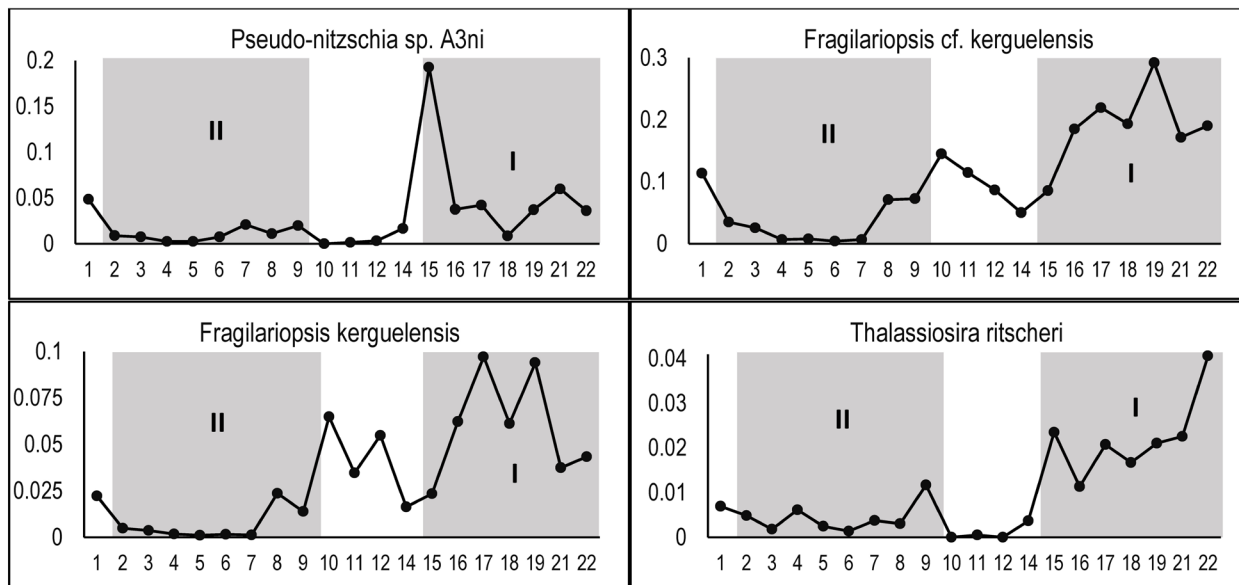 Pseudo-nitzschia sp. A3ni
0.2
0.15
0.1
0.05
0
II
I
1 2 3 4 5 6 7 8 9 10 11 12 14 15 16 17 18 19 21 22
Fragilariopsis cf. kerguelensis
0.3
0.2
0.1
0
II
I
1 2 3 4 5 6 7 8 9 10 11 12 14 15 16 17 18 19 21 22
Fragilariopsis kerguelensis
0.1
0.075
0.05
0.025
0
II
I
1 2 3 4 5 6 7 8 9 10 11 12 14 15 16 17 18 19 21 22
Thalassiosira ritscheri
0.04
0.03
0.02
0.01
0
II
I
1 2 3 4 5 6 7 8 9 10 11 12 14 15 16 17 18 19 21 22